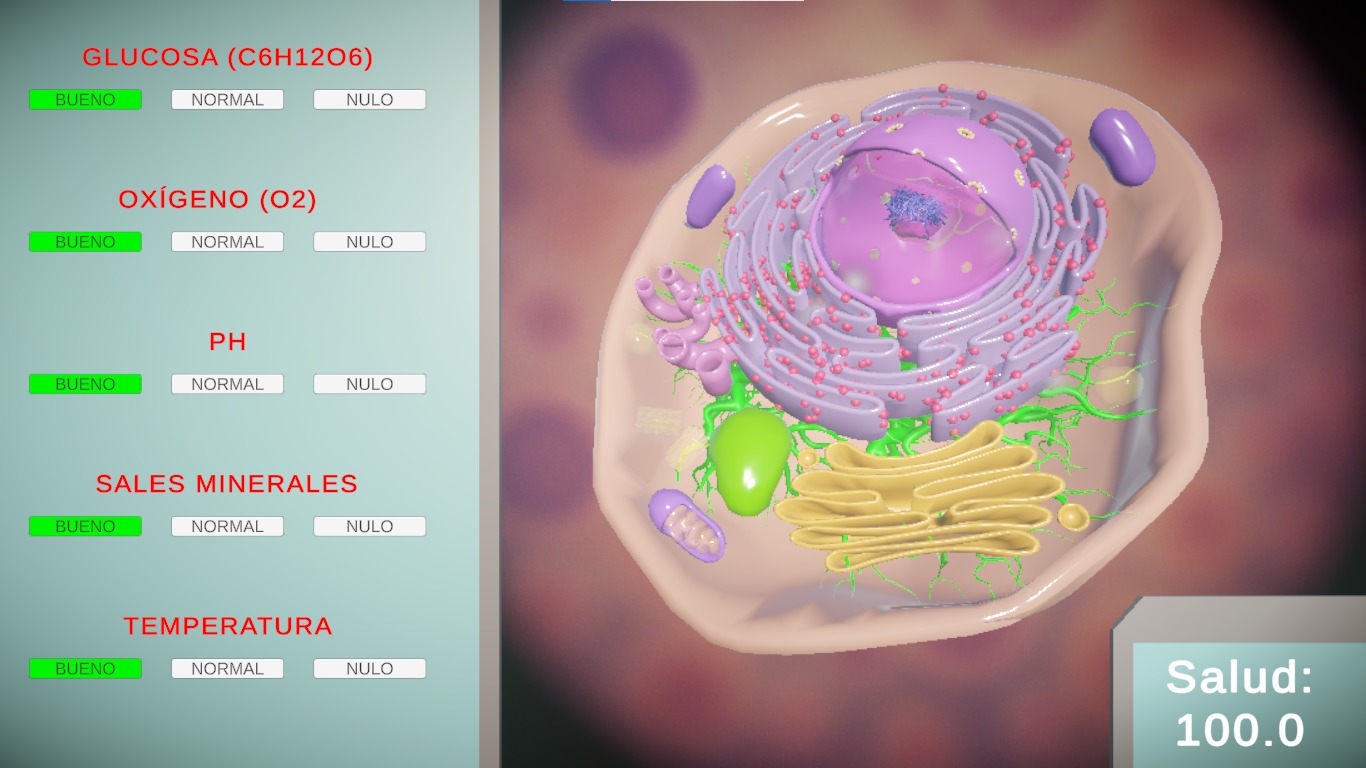 GLUCOSA (C6H12O6)
BUENO NORMAL NULO
OXÍGENO (O2)
BUENO NORMAL NULO
PH
BUENO NORMAL NULO
SALES MINERALES
BUENO NORMAL NULO
TEMPERATURA
BUENO NORMAL NULO
Salud:
100.0